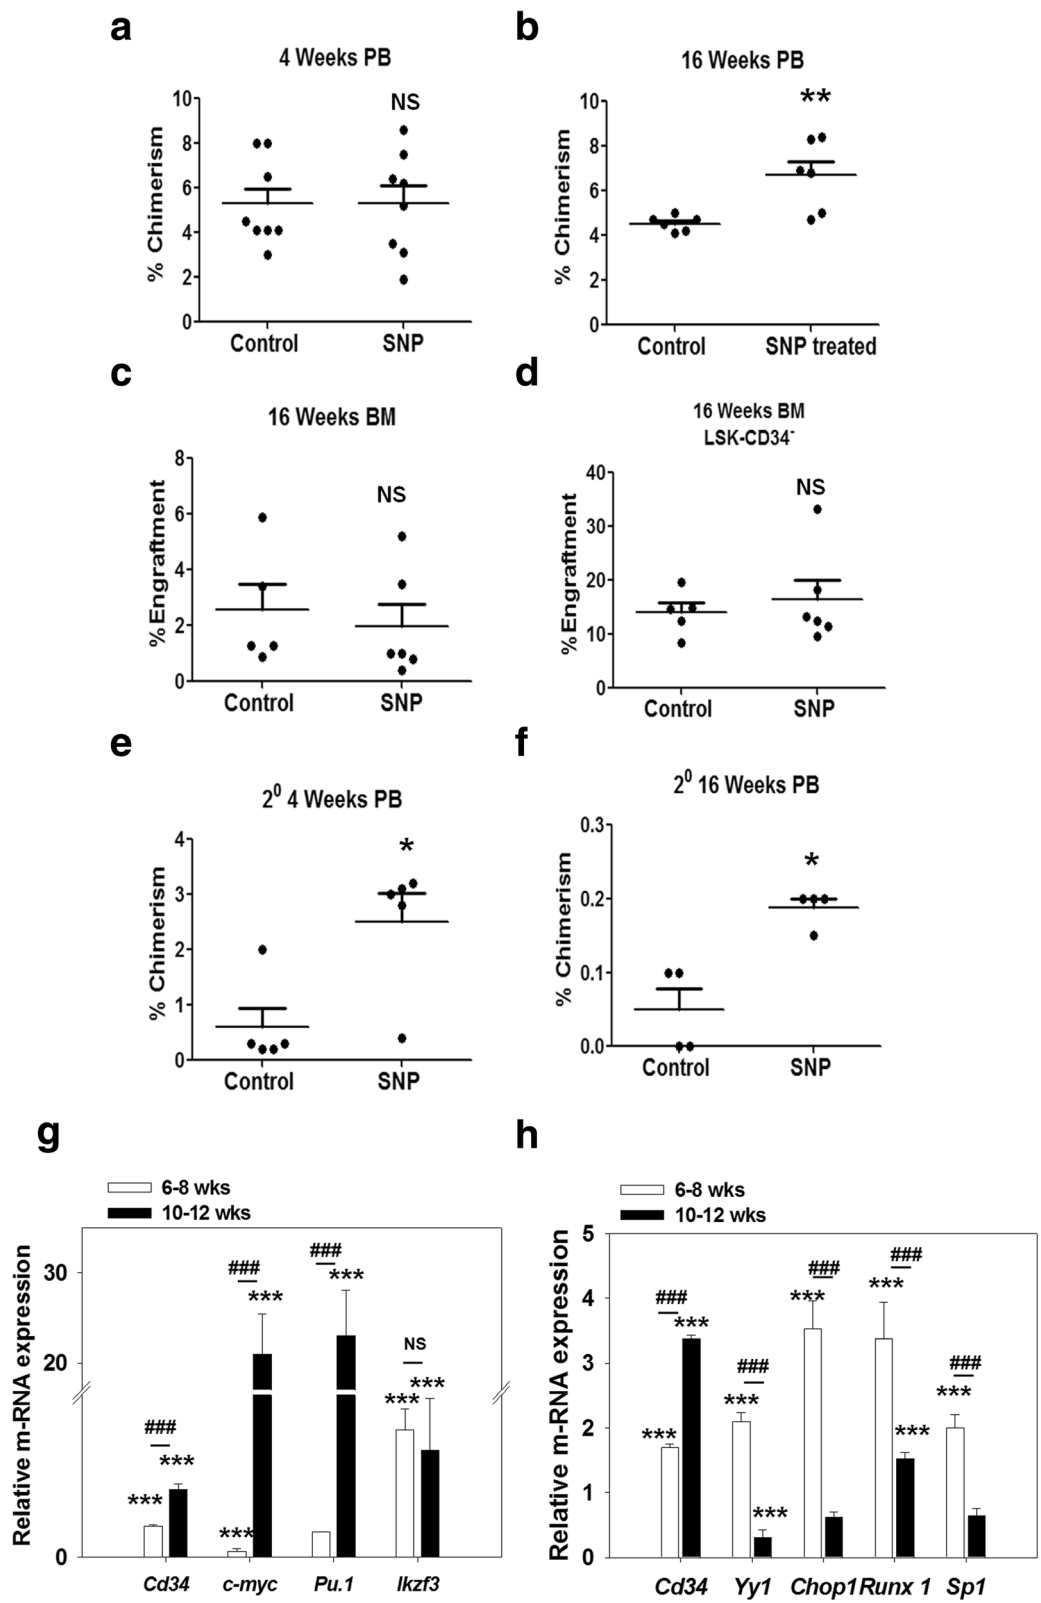 a
4 Weeks PB
NS
% Chimerism
10
8
6
4
2
0
Control
SNP
b
16 Weeks PB
**
% Chimerism
10
8
6
4
2
0
Control
SNP treated
c
16 Weeks BM
NS
%Engraftment
8
6
4
2
0
Control
SNP
d
16 Weeks BM
LSK-CD34⁻
NS
%Engraftment
40
30
20
10
0
Control
SNP
e
2⁰ 4 Weeks PB
*
% Chimerism
4
3
2
1
0
Control
SNP
f
2⁰ 16 Weeks PB
*
% Chimerism
0.3
0.2
0.1
0.0
Control
SNP
g
6-8 wks
10-12 wks
Relative m-RNA expression
30
20
0
###
***
***
###
***
***
###
***
NS
***
***
Cd34
c-myc
Pu.1
Ikzf3
h
6-8 wks
10-12 wks
Relative m-RNA expression
5
4
3
2
1
0
###
***
***
###
***
***
###
***
###
***
***
###
***
Cd34
Yy1
Chop1
Runx 1
Sp1